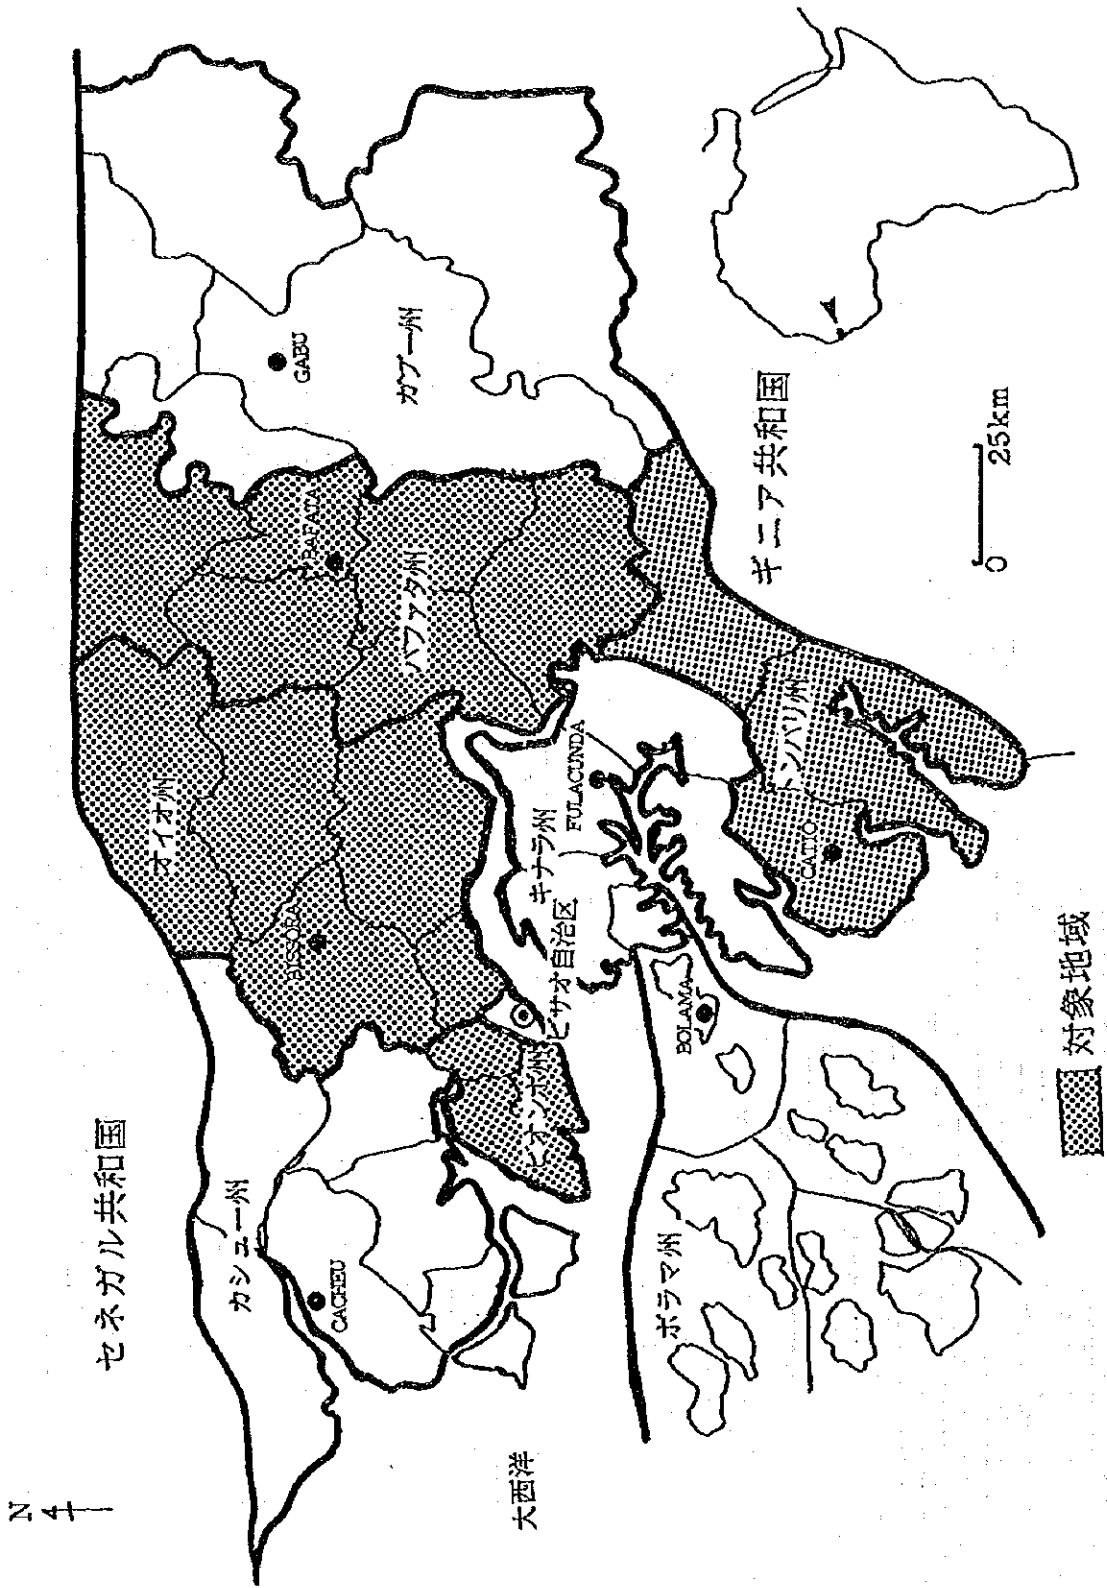 N
セネガル共和国
カシュー州
CACHEU
オイオ州
BISSORA
バファタ州
BAFATA
ガブー州
GABU
ビオンボ州
ビサオ自治区
キナラ州
FULACUNDA
大西洋
ボラマ州
BOLAMA
トンバリ州
CATIO
ギニア共和国
0 25km
対象地域